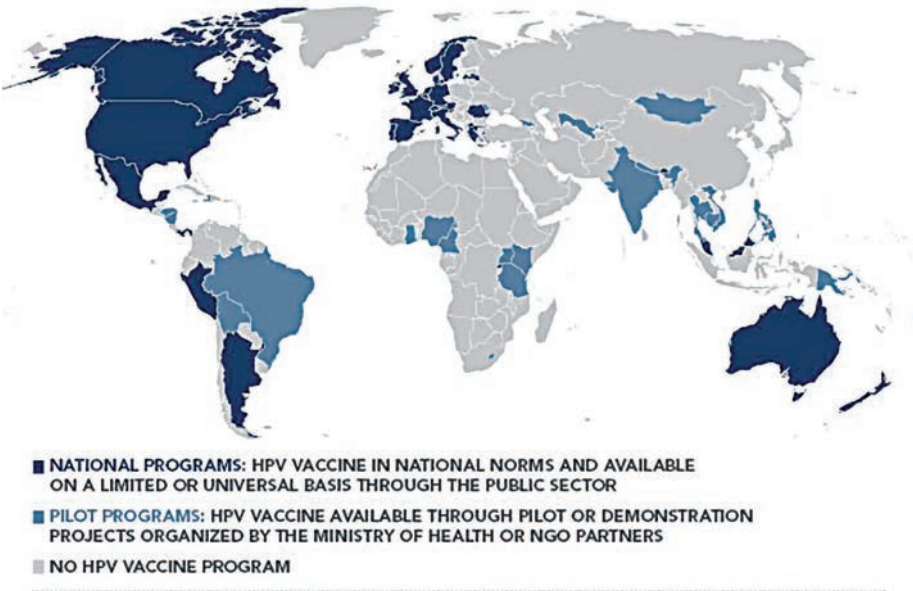 NATIONAL PROGRAMS: HPV VACCINE IN NATIONAL NORMS AND AVAILABLE
ON A LIMITED OR UNIVERSAL BASIS THROUGH THE PUBLIC SECTOR
PILOT PROGRAMS: HPV VACCINE AVAILABLE THROUGH PILOT OR DEMONSTRATION
PROJECTS ORGANIZED BY THE MINISTRY OF HEALTH OR NGO PARTNERS
NO HPV VACCINE PROGRAM